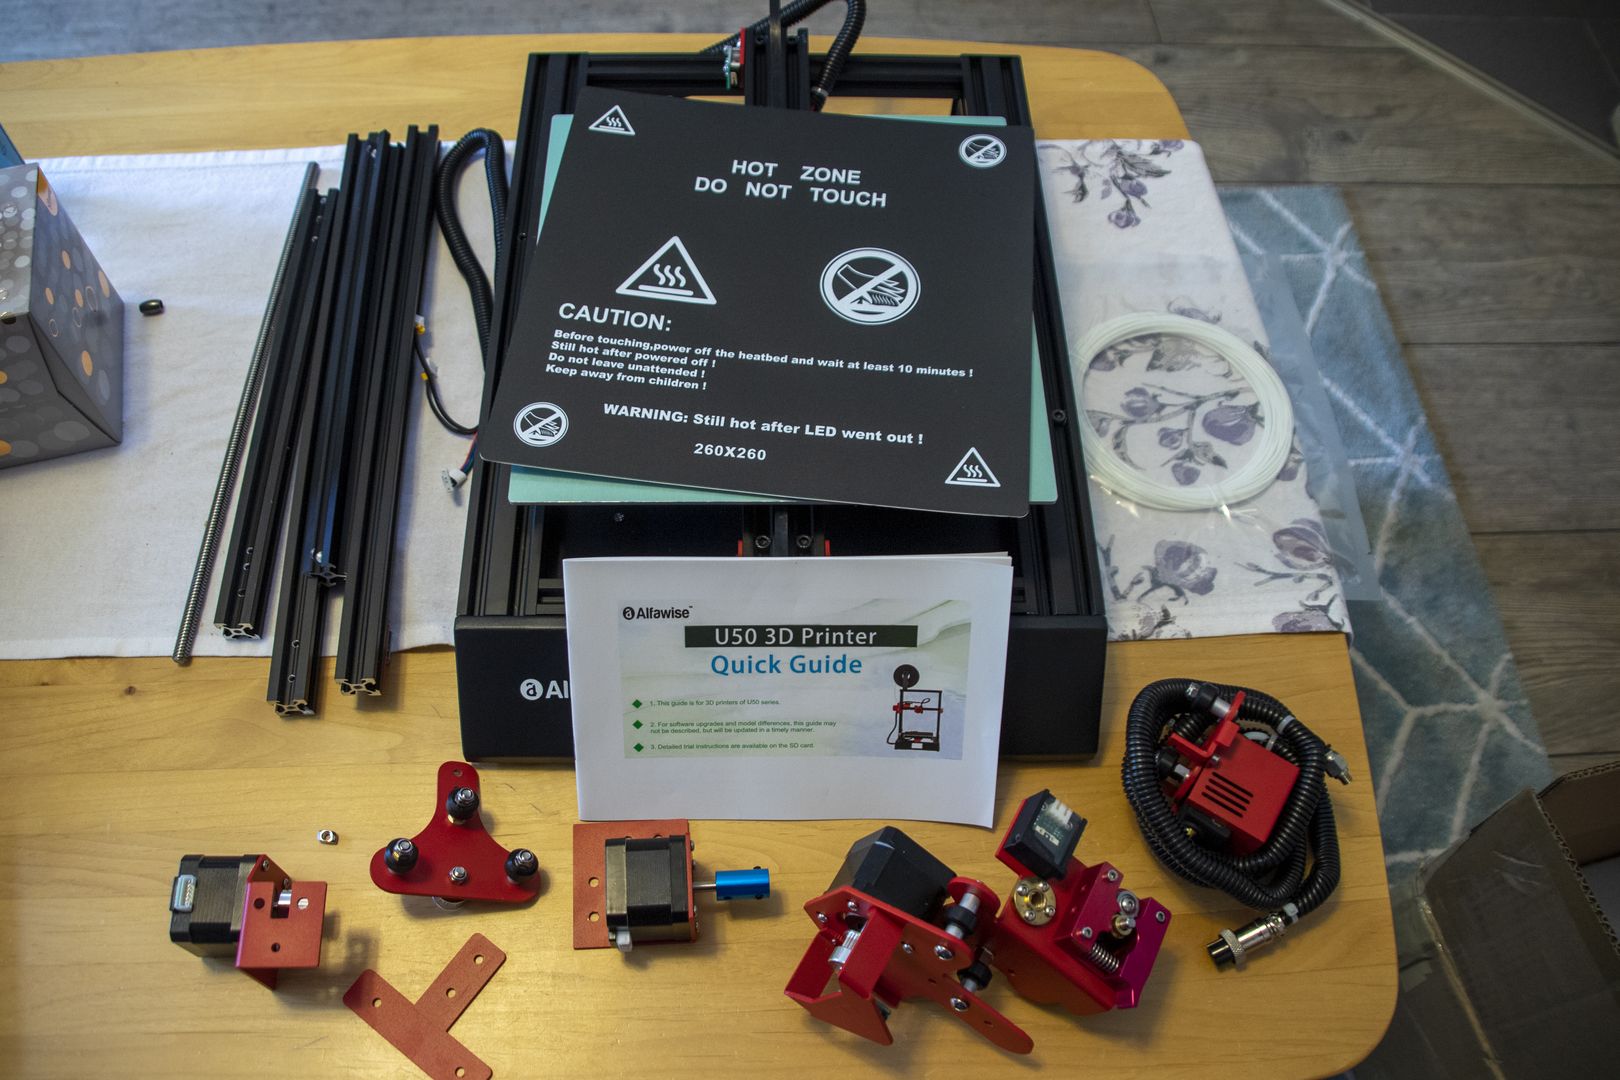 HOT ZONE
DO NOT TOUCH
CAUTION:
Before touching,power off the heatbed and wait at least 10 minutes !
Still hot after powered off !
Do not leave unattended !
Keep away from children !
WARNING: Still hot after LED went out !
260X260
Alfawise™
U50 3D Printer
Quick Guide
1. This guide is for 3D printers of U50 series.
2. For software upgrades and model differences, this guide may
not be described, but will be updated in a timely manner.
3. Detailed trial instructions are available on the SD card.
Al